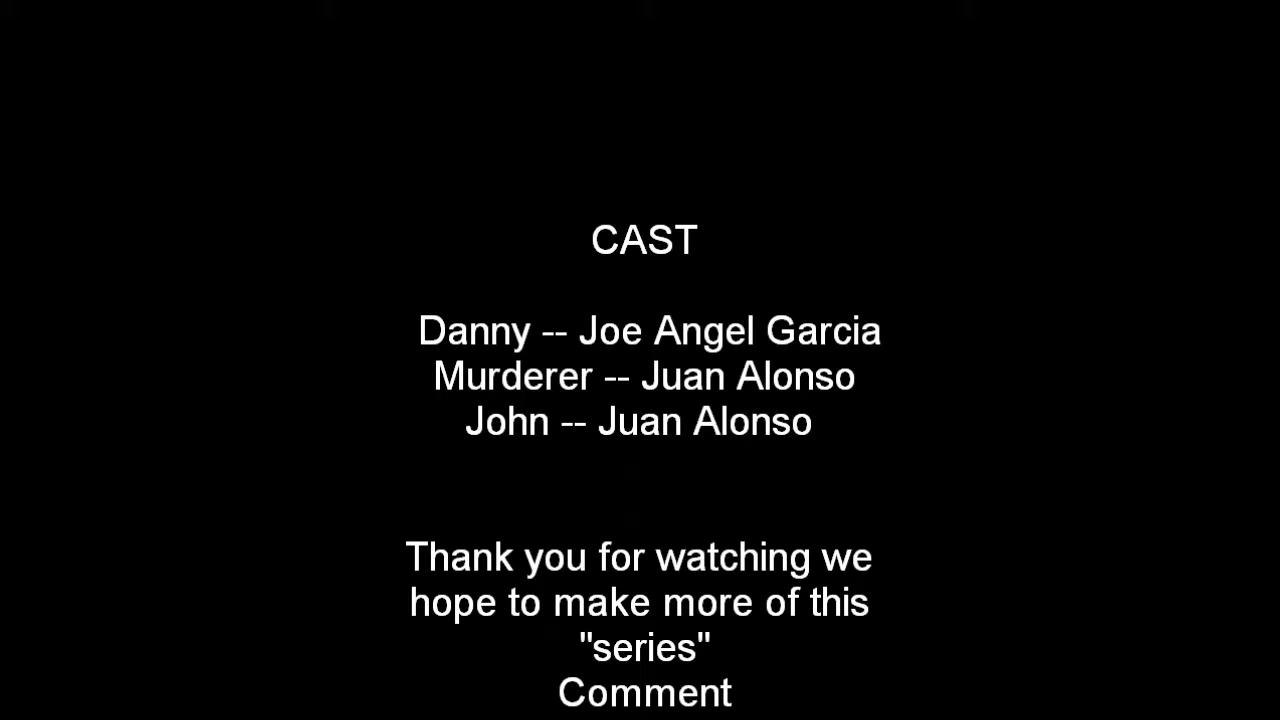 CAST
Danny -- Joe Angel Garcia
Murderer -- Juan Alonso
John -- Juan Alonso
Thank you for watching we
hope to make more of this
"series"
Comment